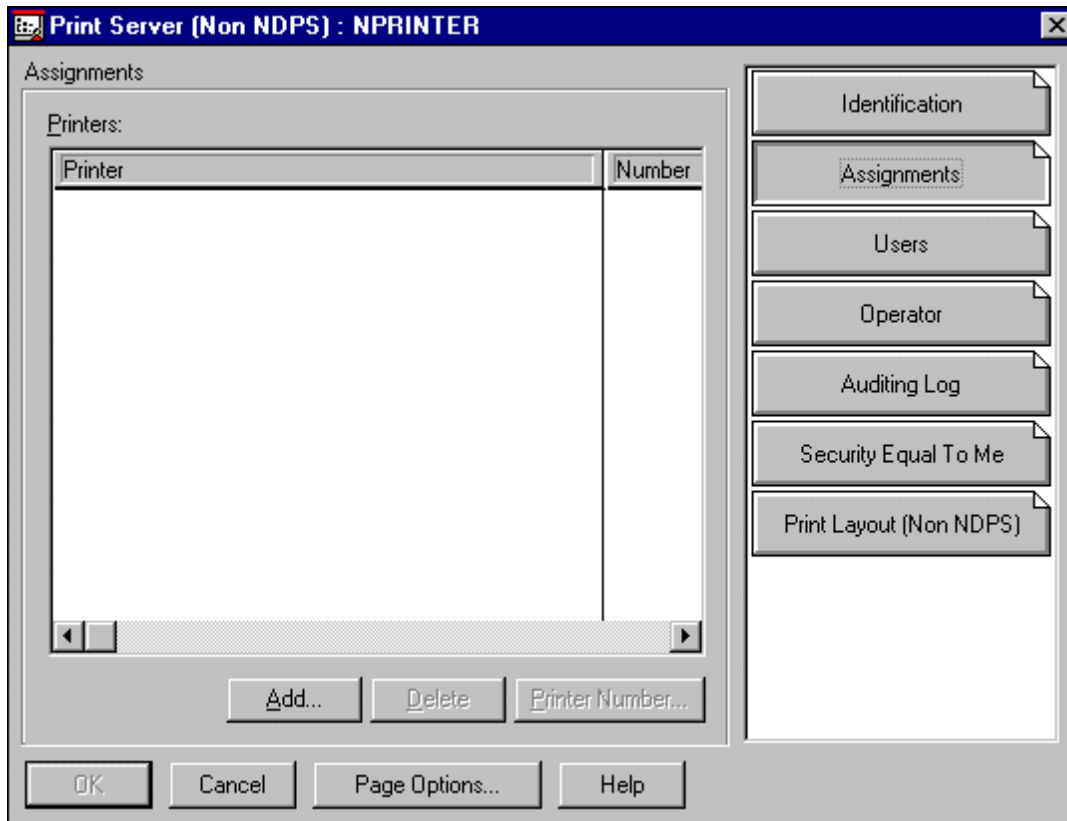 Print Server (Non NDPS) : NPRINTER
Assignments
Printers:
Printer Number
Add... Delete Printer Number...
OK Cancel Page Options... Help
Identification
Assignments
Users
Operator
Auditing Log
Security Equal To Me
Print Layout (Non NDPS)